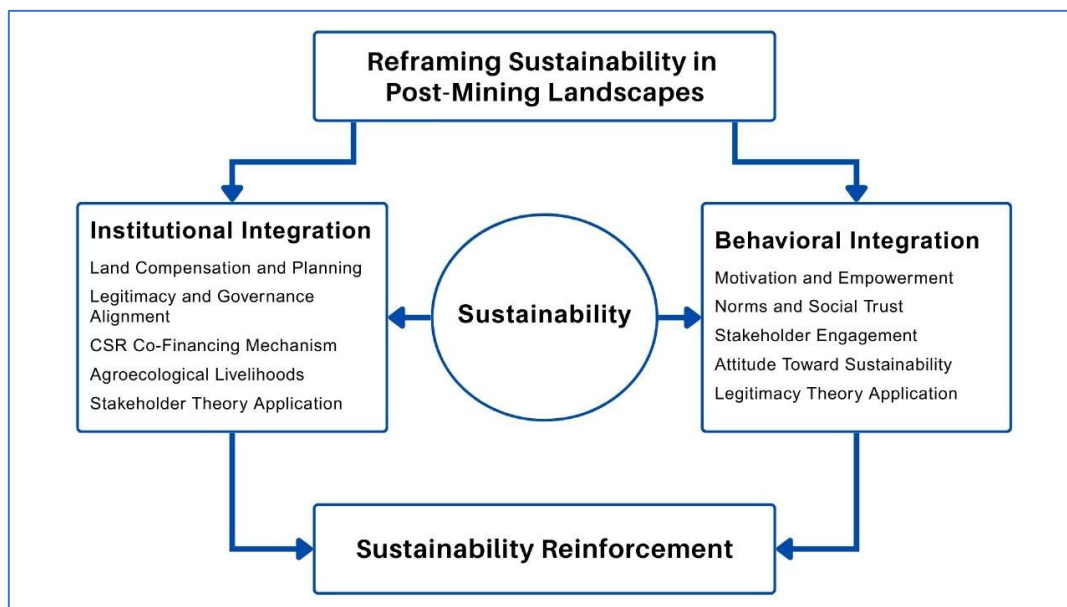 Reframing Sustainability in
Post-Mining Landscapes
Institutional Integration
Land Compensation and Planning
Legitimacy and Governance
Alignment
CSR Co-Financing Mechanism
Agroecological Livelihoods
Stakeholder Theory Application
Sustainability
Behavioral Integration
Motivation and Empowerment
Norms and Social Trust
Stakeholder Engagement
Attitude Toward Sustainability
Legitimacy Theory Application
Sustainability Reinforcement